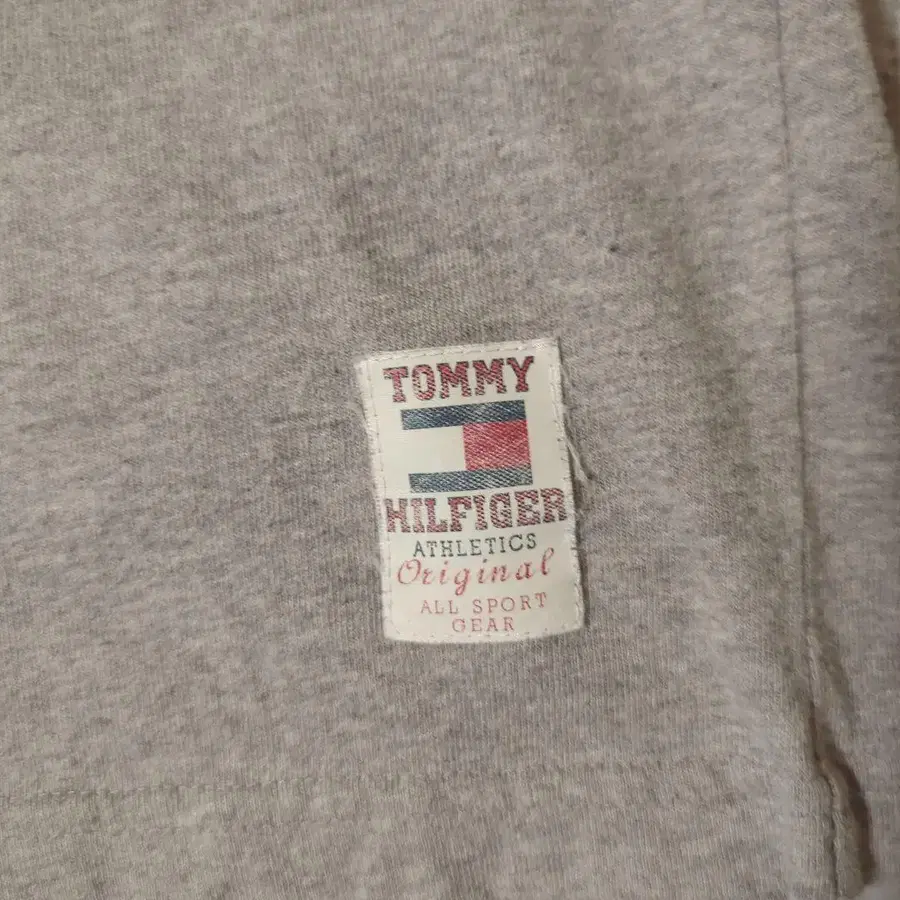 TOMMY
HILFIGER
ATHLETICS
Original
ALL SPORT
GEAR